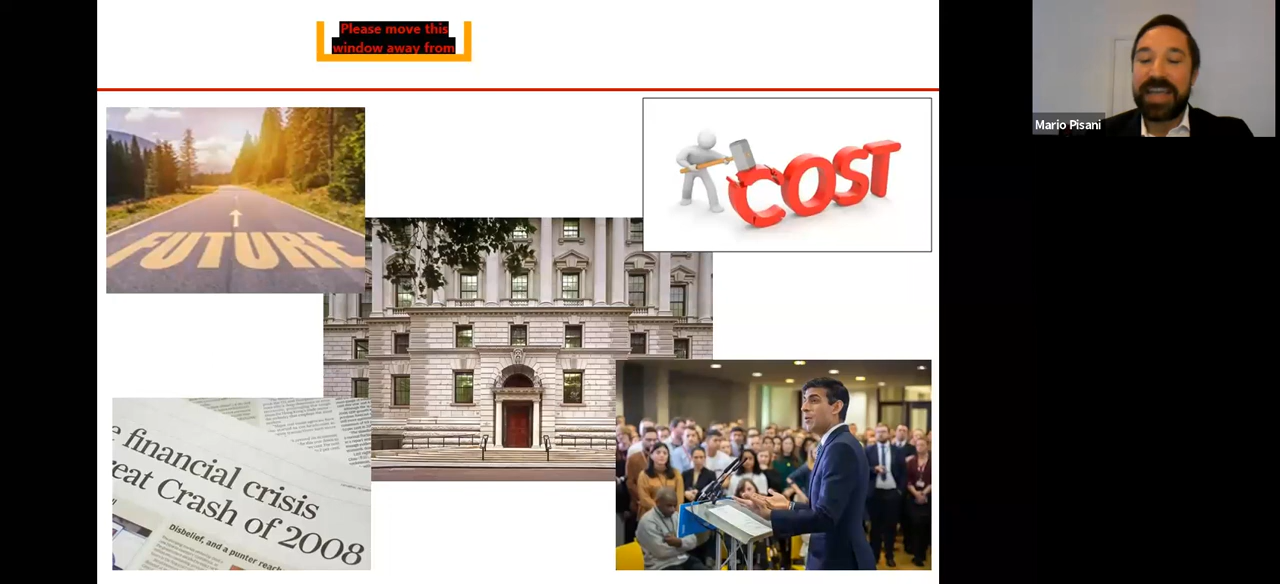 Please move this
window away from
Mario Pisani
COST
FUTURE
financial crisis
eat Crash of 2008
Disbelief, and a punter reach